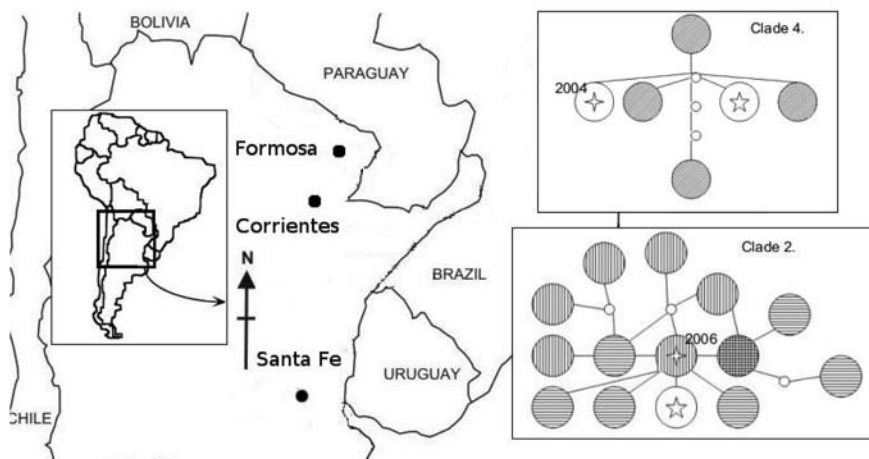 BOLIVIA
PARAGUAY
Formosa
Corrientes
N
BRAZIL
Santa Fe
URUGUAY
CHILE
Clade 4.
2004
Clade 2.
2006